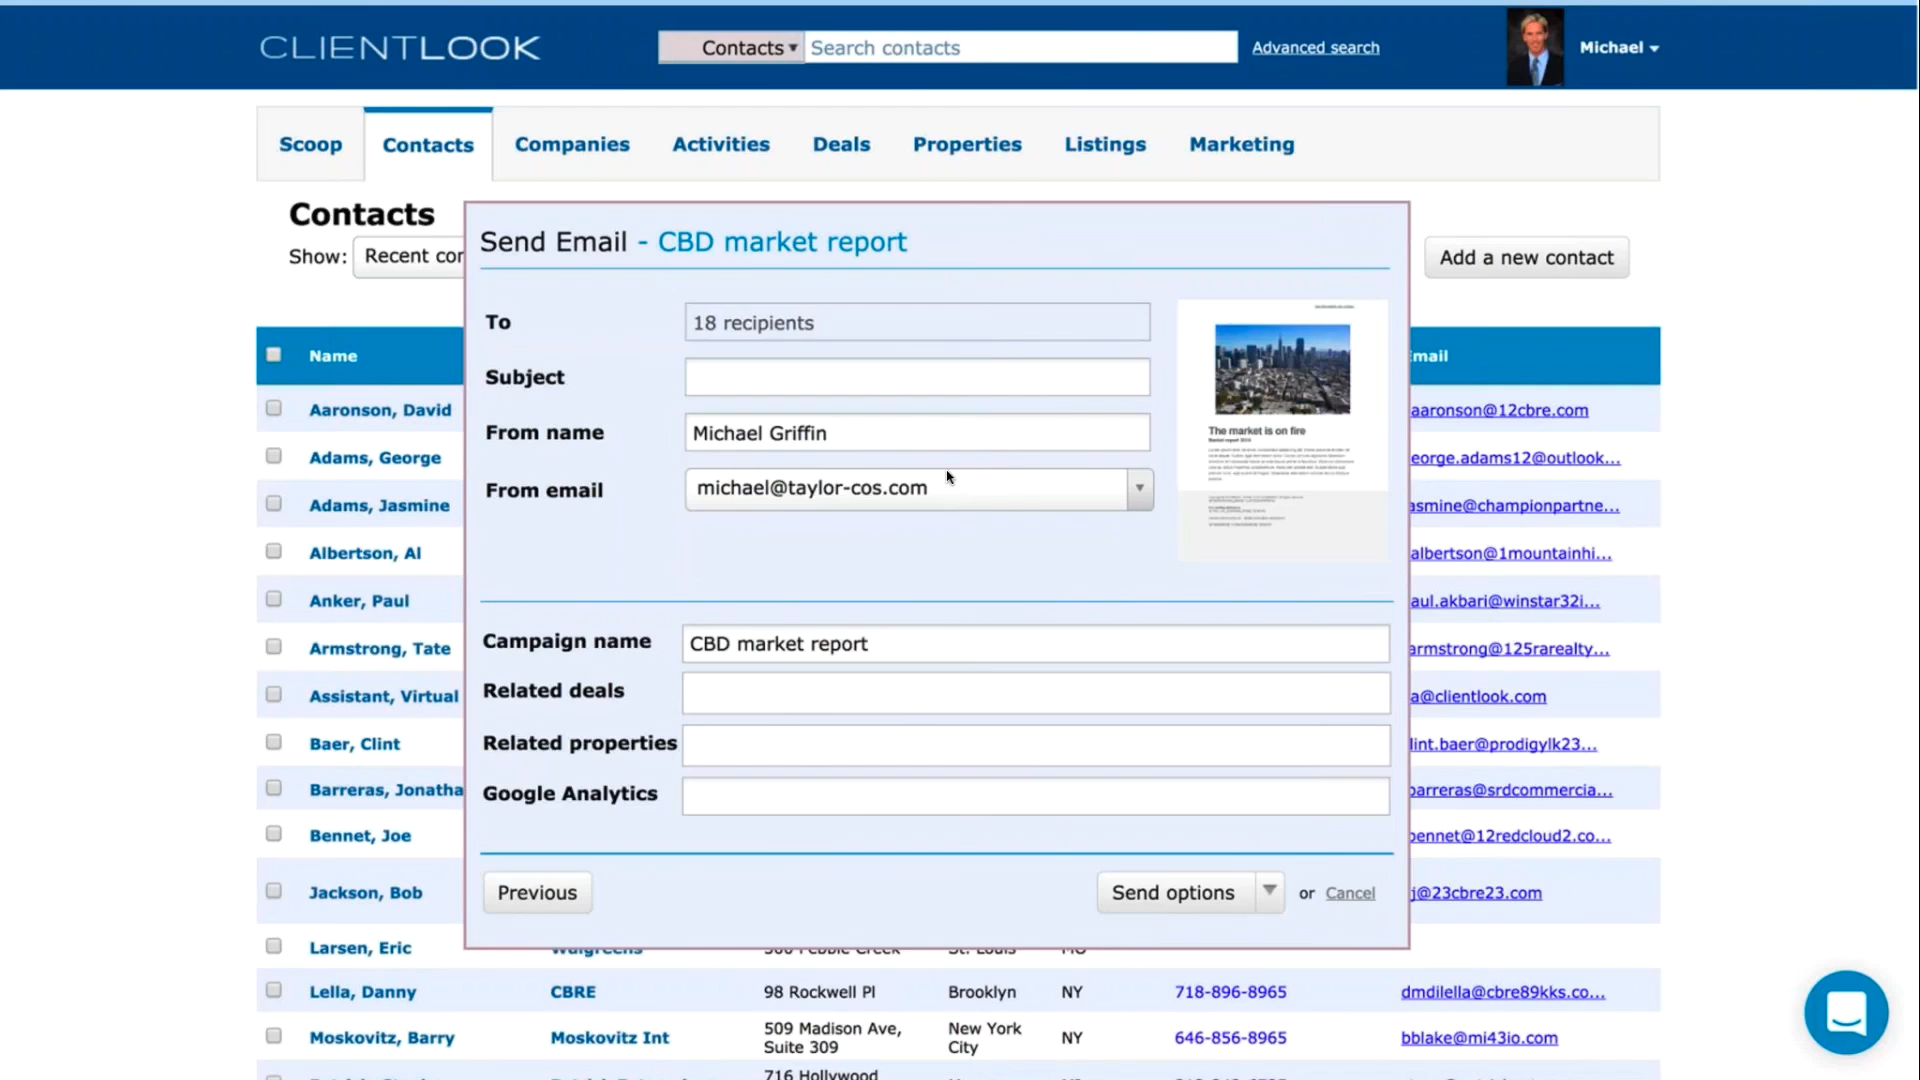 CLIENTLOOK
Contacts
Search contacts
Advanced search
Michael
Scoop
Contacts
Companies
Activities
Deals
Properties
Listings
Marketing
Contacts
Show:
Recent cor
Add a new contact
Send Email - CBD market report
To
18 recipients
Subject
From name
Michael Griffin
From email
michael@taylor-cos.com
The market is on fire
Campaign name
CBD market report
Related deals
Related properties
Google Analytics
Previous
Send options
or
Cancel
Name
mail
Aaronson, David
aaronson@12cbre.com
Adams, George
eorge.adams12@outlook...
Adams, Jasmine
asmine@championpartne...
Albertson, Al
albertson@1mountainhi...
Anker, Paul
aul.akbari@winstar32i...
Armstrong, Tate
armstrong@125rarealty...
Assistant, Virtual
a@clientlook.com
Baer, Clint
lint.baer@prodigylk23...
Barreras, Jonatha
barreras@srdcommercia...
Bennet, Joe
bennet@12redcloud2.co...
Jackson, Bob
j@23cbre23.com
Larsen, Eric
Walgreens
St. Louis
MO
Lella, Danny
CBRE
98 Rockwell Pl
Brooklyn
NY
718-896-8965
dmdilella@cbre89kks.co...
Moskovitz, Barry
Moskovitz Int
509 Madison Ave,
Suite 309
New York
City
NY
646-856-8965
bblake@mi43io.com
716 Hollywood